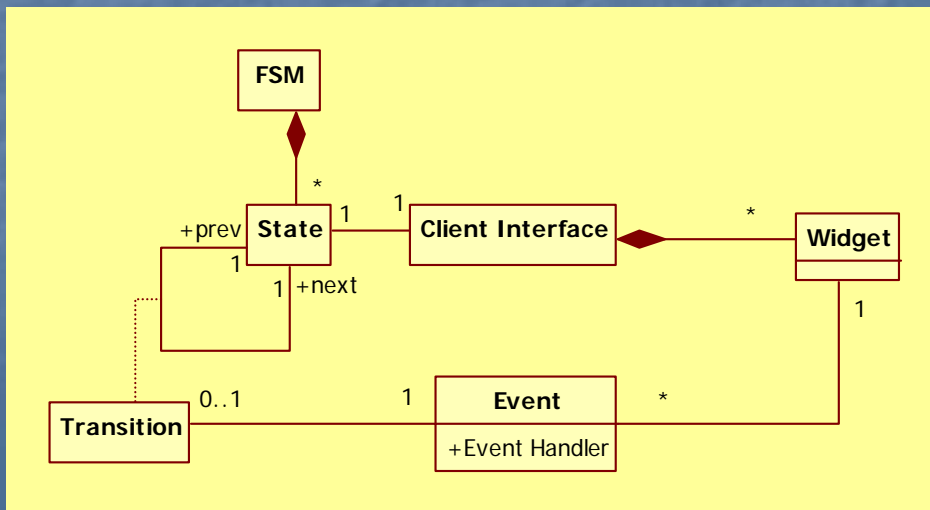 FSM
*
+prev
State
1
1
Client Interface
*
Widget
1
1
+next
1
0..1
1
Event
*
Transition
+Event Handler